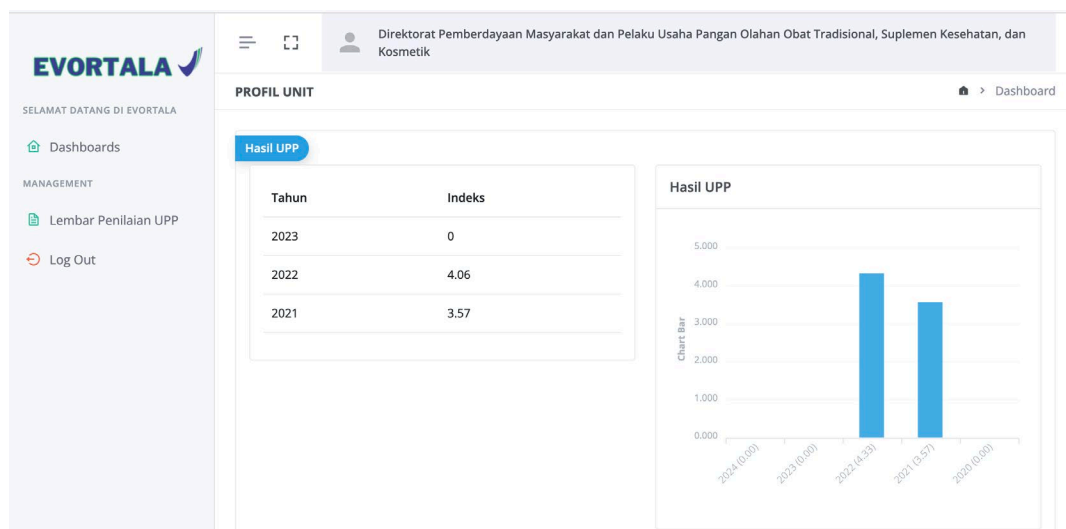 EVORTALA
SELAMAT DATANG DI EVORTALA
Dashboards
MANAGEMENT
Lembar Penilaian UPP
Log Out
Direktorat Pemberdayaan Masyarakat dan Pelaku Usaha Pangan Olahan Obat Tradisional, Suplemen Kesehatan, dan
Kosmetik
PROFIL UNIT
> Dashboard
Hasil UPP
Tahun Indeks
2023 0
2022 4.06
2021 3.57
Hasil UPP
Chart Bar
5.000
4.000
3.000
2.000
1.000
0.000
2024 (0.00)
2023 (0.00)
2022 (4.33)
2021 (3.57)
2020 (0.00)